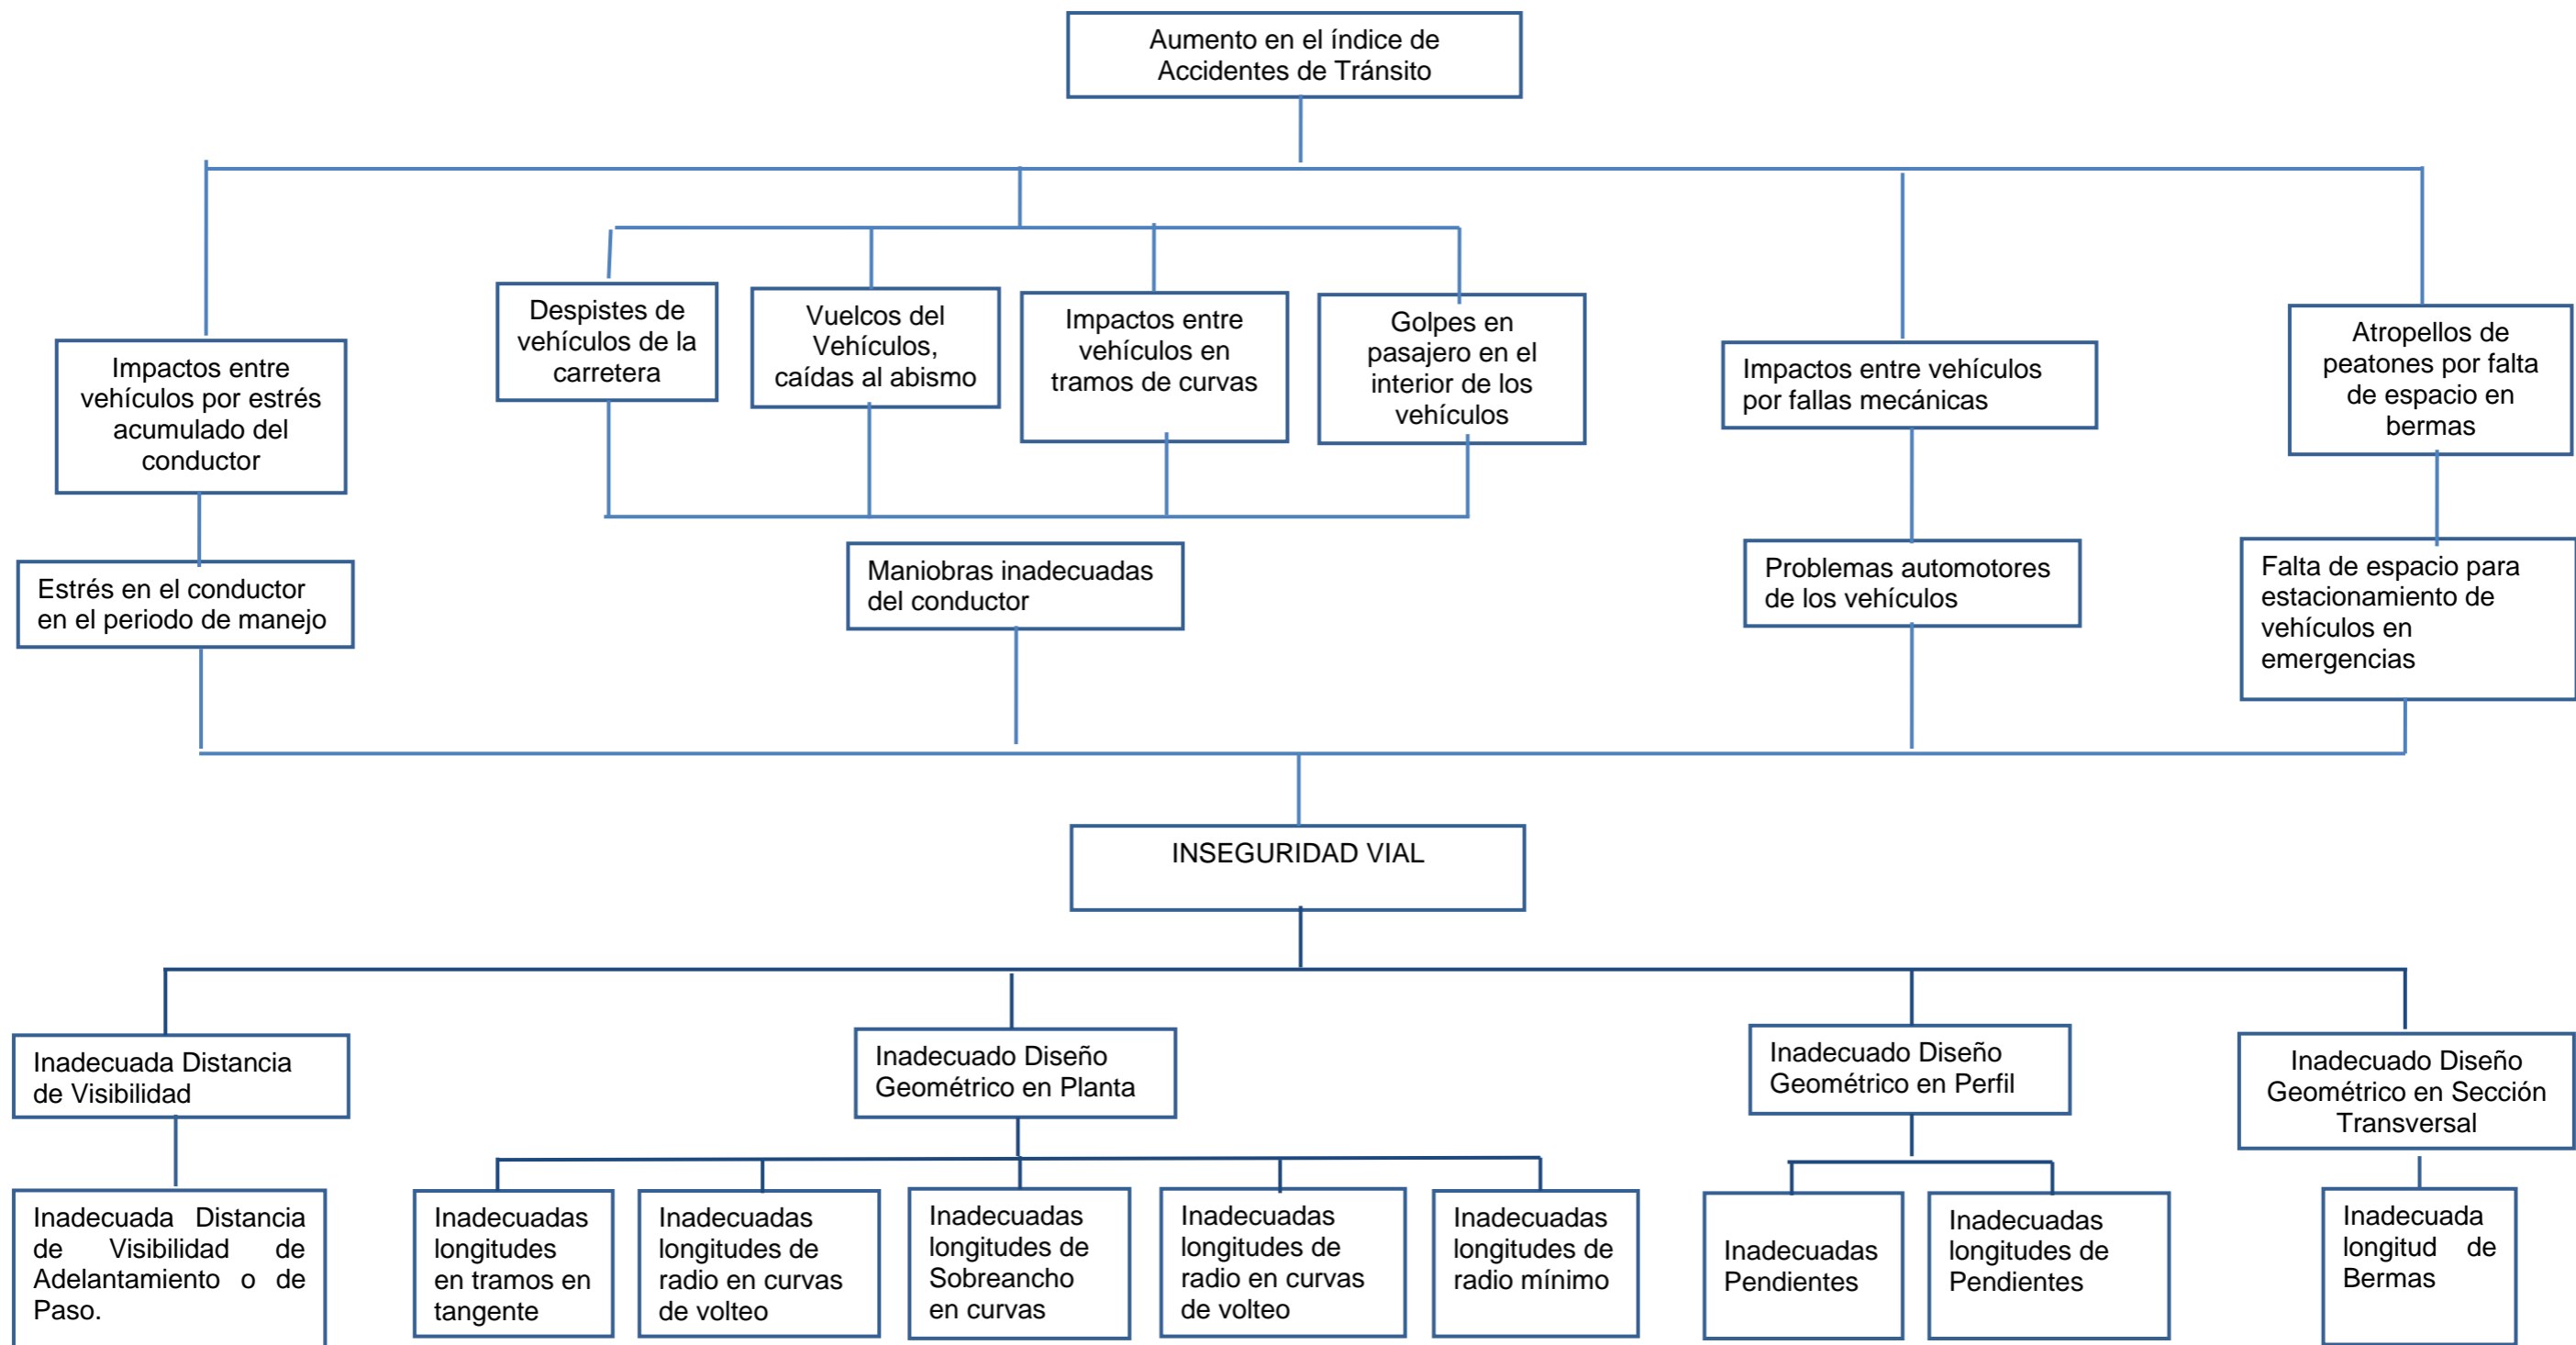 Aumento en el índice de
Accidentes de Tránsito
Impactos entre
vehículos por estrés
acumulado del
conductor
Despistes de
vehículos de la
carretera
Vuelcos del
Vehículos,
caídas al abismo
Impactos entre
vehículos en
tramos de curvas
Golpes en
pasajero en el
interior de los
vehículos
Impactos entre vehículos
por fallas mecánicas
Atropellos de
peatones por falta
de espacio en
bermas
Estrés en el conductor
en el periodo de manejo
Maniobras inadecuadas
del conductor
Problemas automotores
de los vehículos
Falta de espacio para
estacionamiento de
vehículos en
emergencias
INSEGURIDAD VIAL
Inadecuada Distancia
de Visibilidad
Inadecuado Diseño
Geométrico en Planta
Inadecuado Diseño
Geométrico en Perfil
Inadecuado Diseño
Geométrico en Sección
Transversal
Inadecuada Distancia
de Visibilidad de
Adelantamiento o de
Paso.
Inadecuadas
longitudes
en tramos en
tangente
Inadecuadas
longitudes de
radio en curvas
de volteo
Inadecuadas
longitudes de
Sobreancho
en curvas
Inadecuadas
longitudes de
radio en curvas
de volteo
Inadecuadas
longitudes de
radio mínimo
Inadecuadas
Pendientes
Inadecuadas
longitudes de
Pendientes
Inadecuada
longitud de
Bermas